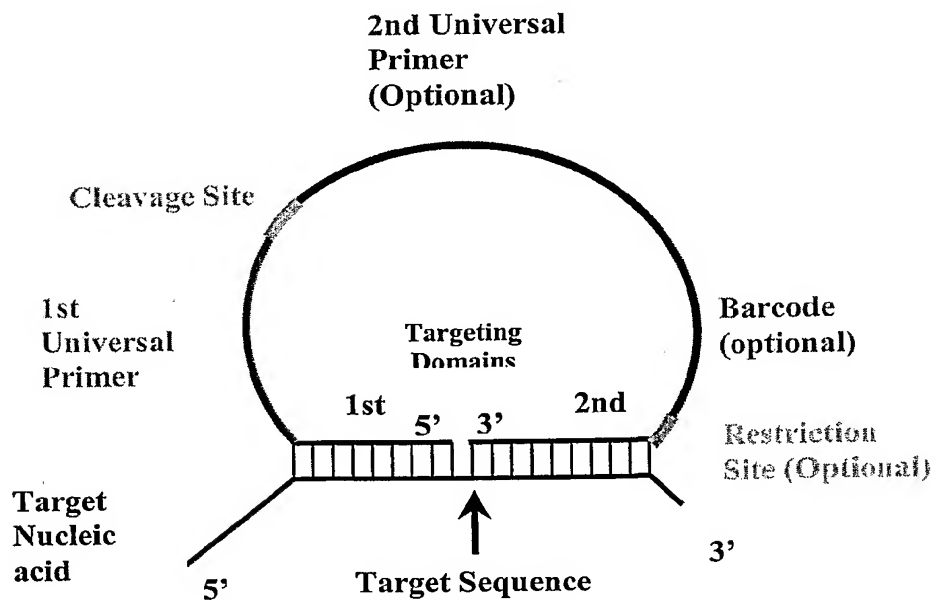 2nd Universal
Primer
(Optional)
Cleavage Site
1st
Universal
Primer
Targeting
Domains
Barcode
(optional)
1st 5’ 3’ 2nd
Restriction
Site (Optional)
Target
Nucleic
acid
5’
Target Sequence
3’